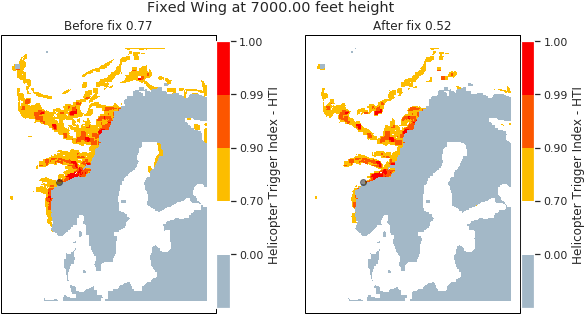 Fixed Wing at 7000.00 feet height
Before fix 0.77
1.00
0.99
0.90
0.70
0.00
Helicopter Trigger Index - HTI
After fix 0.52
1.00
0.99
0.90
0.70
0.00
Helicopter Trigger Index - HTI